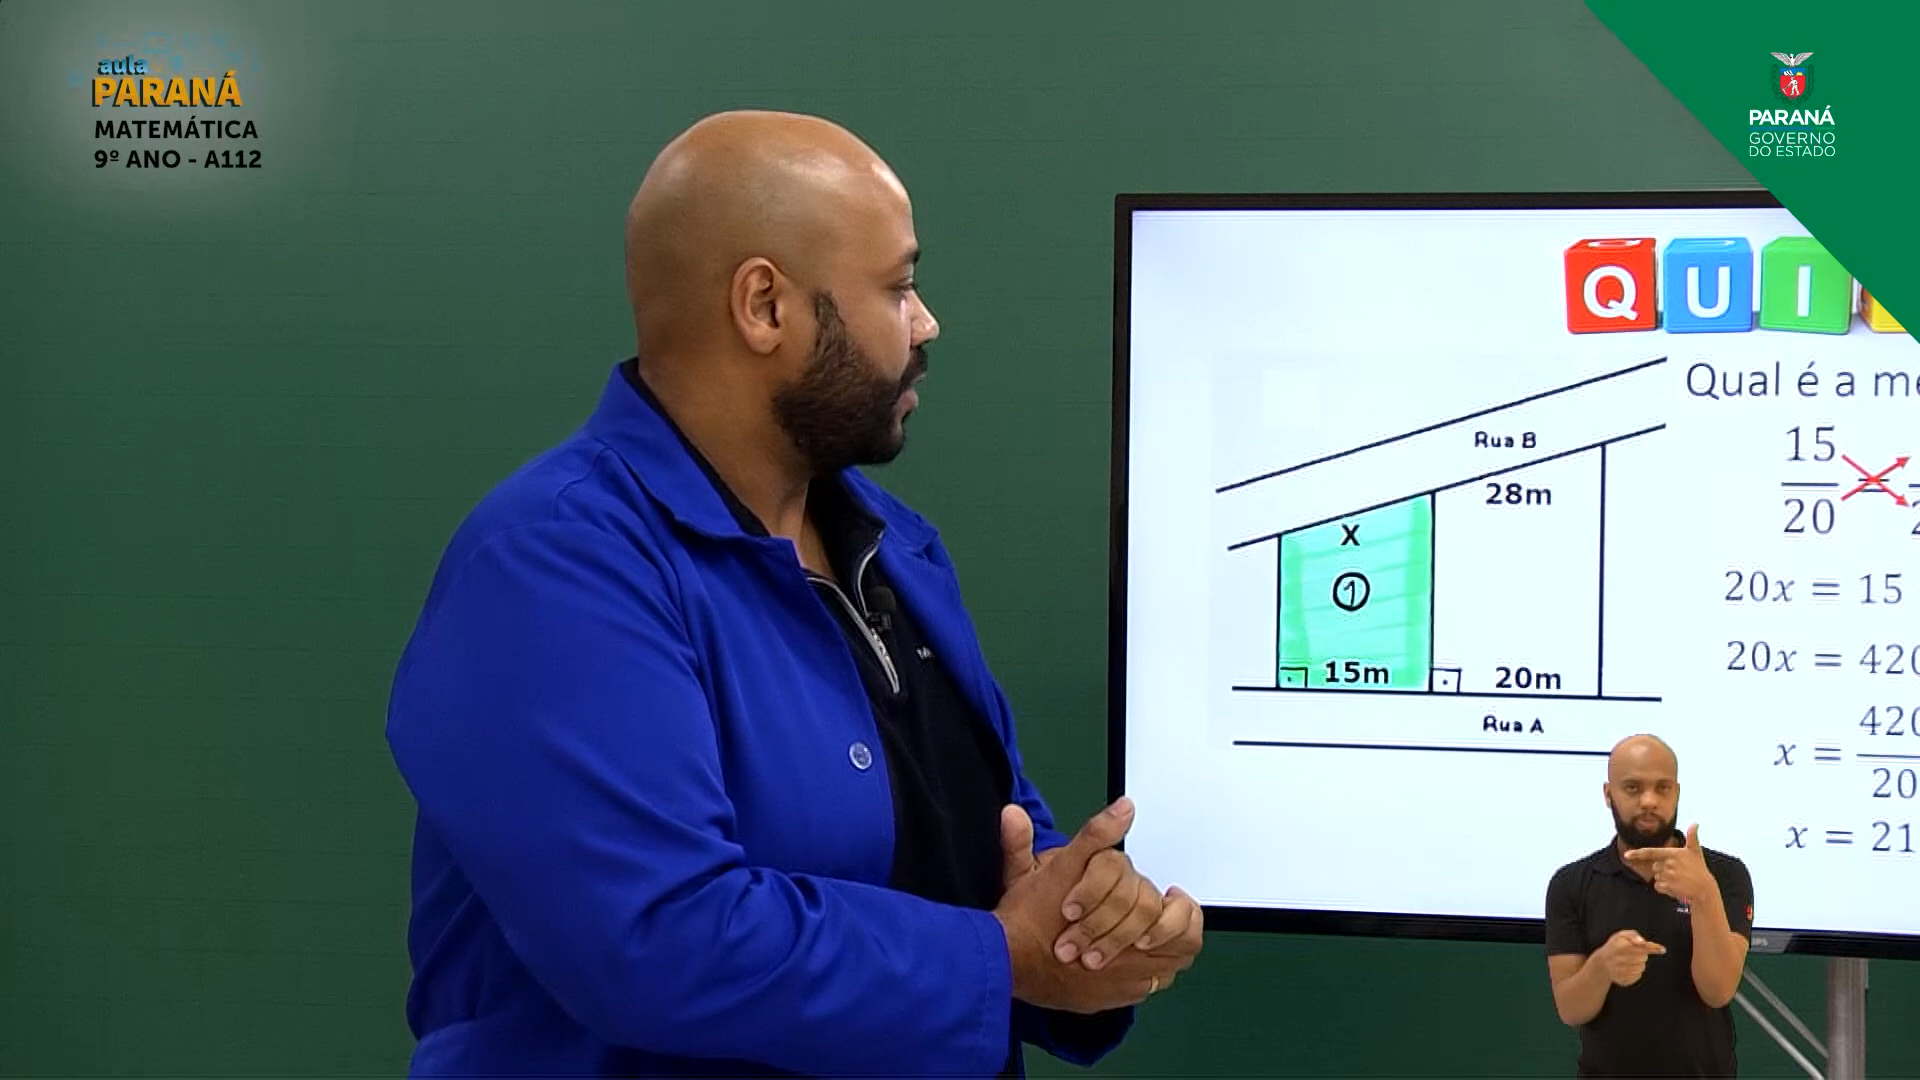 aula
PARANÁ
MATEMÁTICA
9º ANO - A112
PARANÁ
GOVERNO
DO ESTADO
QUI
Qual é a me
Rua B
28m
x
1
15m
20m
Rua A
15
20
=
20x = 15
20x = 420
x = 420
20
x = 21